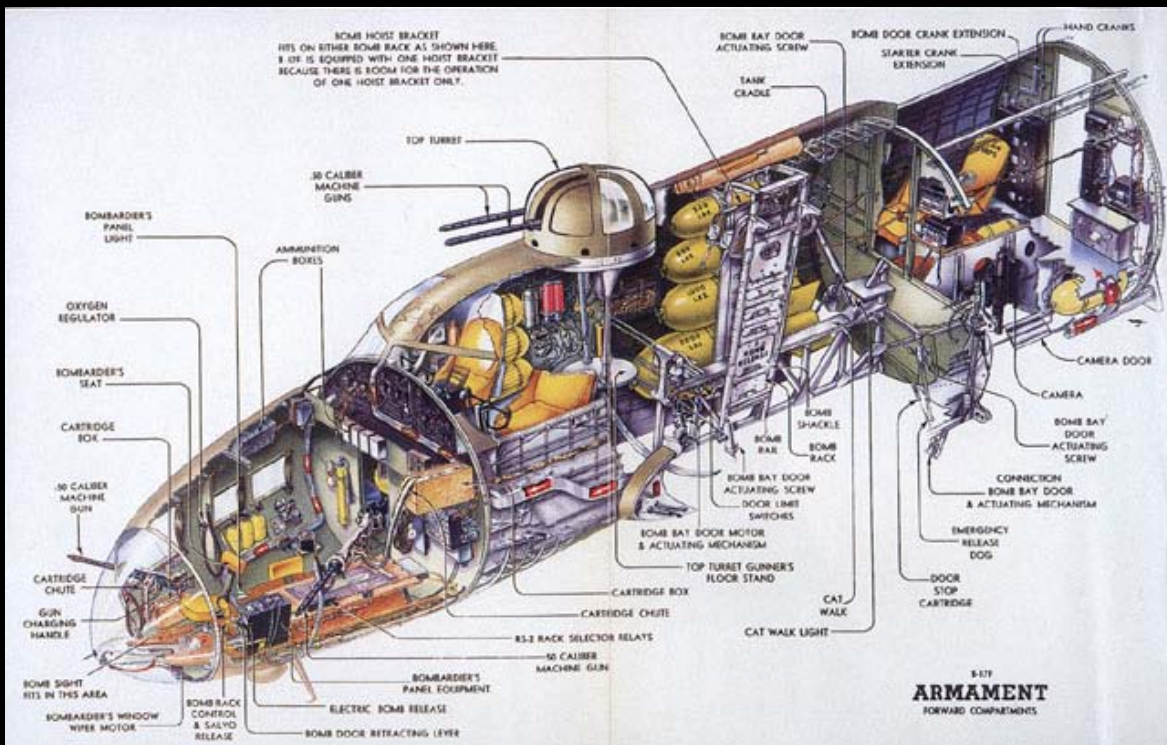 BOMB HOIST BRACKET
FITS ON EITHER BOMB RACK AS SHOWN HERE.
B-17F IS EQUIPPED WITH ONE HOIST BRACKET
BECAUSE THERE IS ROOM FOR THE OPERATION
OF ONE HOIST BRACKET ONLY.
BOMB BAY DOOR
ACTUATING SCREW
BOMB DOOR CRANK EXTENSION
HAND CRANKS
STARTER CRANK
EXTENSION
TANK
CRADLE
TOP TURRET
.50 CALIBER
MACHINE
GUNS
BOMBARDIER'S
PANEL
LIGHT
AMMUNITION
BOXES
OXYGEN
REGULATOR
BOMBARDIER'S
SEAT
CARTRIDGE
BOX
.50 CALIBER
MACHINE
GUN
CARTRIDGE
CHUTE
GUN
CHARGING
HANDLE
BOMB SIGHT
FITS IN THIS AREA
BOMBARDIER'S WINDOW
WIPER MOTOR
BOMB RACK
CONTROL
& SALVO
RELEASE
BOMB DOOR RETRACTING LEVER
ELECTRIC BOMB RELEASE
BOMBARDIER'S
PANEL EQUIPMENT
.50 CALIBER
MACHINE GUN
RS-2 RACK SELECTOR RELAYS
CARTRIDGE CHUTE
CARTRIDGE BOX
TOP TURRET GUNNER'S
FLOOR STAND
BOMB BAY DOOR MOTOR
& ACTUATING MECHANISM
DOOR LIMIT
SWITCHES
BOMB BAY DOOR
ACTUATING SCREW
BOMB
RAIL
BOMB
RACK
BOMB
SHACKLE
CAT
WALK
CAT WALK LIGHT
DOOR
STOP
CARTRIDGE
EMERGENCY
RELEASE
DOG
CONNECTION
BOMB BAY DOOR
& ACTUATING MECHANISM
BOMB BAY
DOOR
ACTUATING
SCREW
CAMERA
CAMERA DOOR
B-17F
ARMAMENT
FORWARD COMPARTMENTS